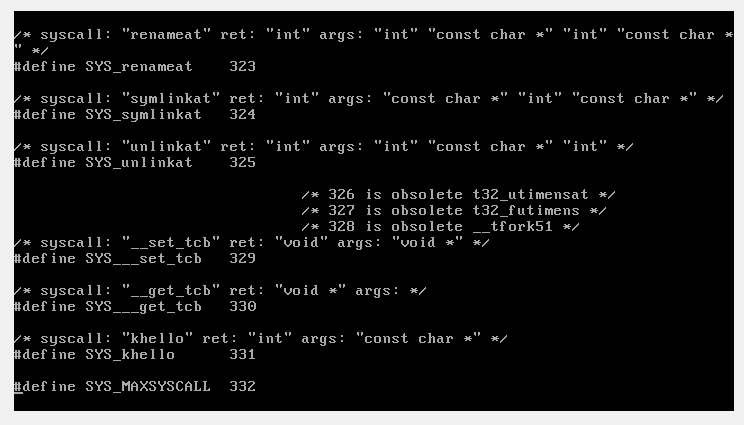 /* syscall: "renameat" ret: "int" args: "int" "const char *" "int" "const char *
" */
#define SYS_renameat    323
/* syscall: "symlinkat" ret: "int" args: "const char *" "int" "const char *" */
#define SYS_symlinkat   324
/* syscall: "unlinkat" ret: "int" args: "int" "const char *" "int" */
#define SYS_unlinkat    325
/* 326 is obsolete t32_utimensat */
/* 327 is obsolete t32_futimens */
/* 328 is obsolete __tfork51 */
/* syscall: "__set_tcb" ret: "void" args: "void *" */
#define SYS___set_tcb   329
/* syscall: "__get_tcb" ret: "void *" args: */
#define SYS___get_tcb   330
/* syscall: "khello" ret: "int" args: "const char *" */
#define SYS_khello      331
#define SYS_MAXSYSCALL  332